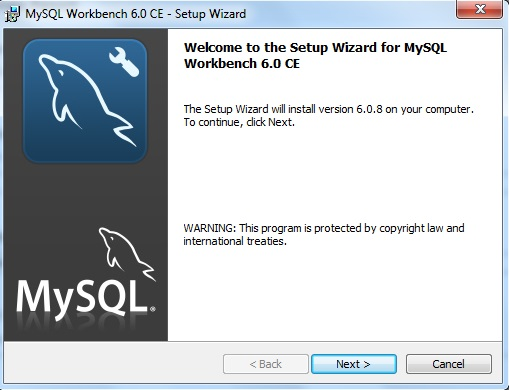 MySQL Workbench 6.0 CE - Setup Wizard
Welcome to the Setup Wizard for MySQL
Workbench 6.0 CE
The Setup Wizard will install version 6.0.8 on your computer.
To continue, click Next.
WARNING: This program is protected by copyright law and
international treaties.
MySQL®
< Back
Next >
Cancel